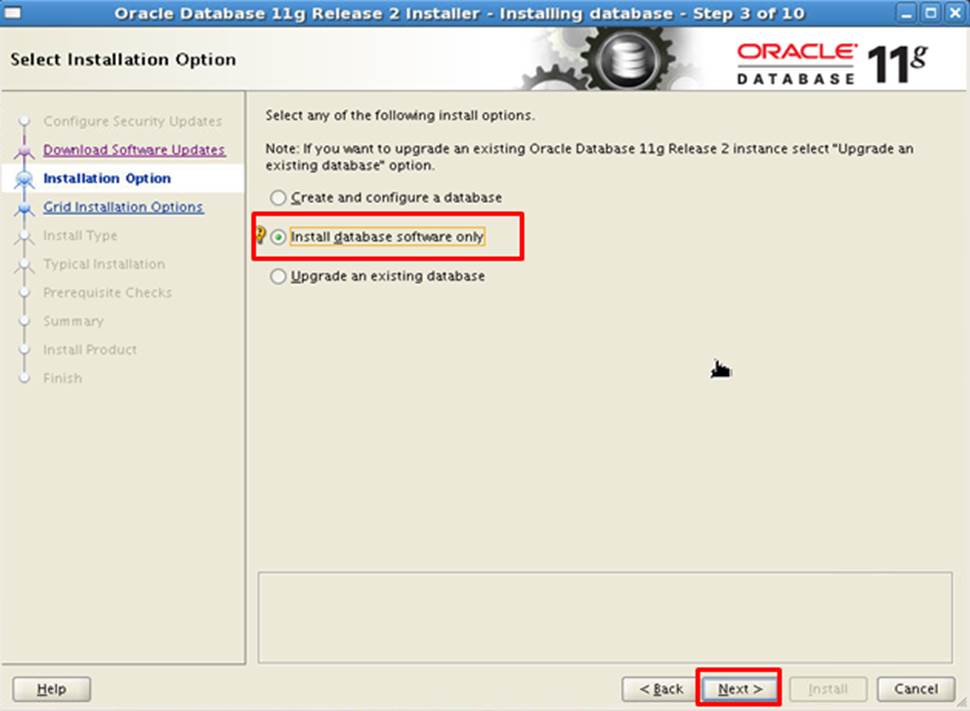 Oracle Database 11g Release 2 Installer - Installing database - Step 3 of 10
Select Installation Option
ORACLE
DATABASE
11g
Configure Security Updates
Download Software Updates
Installation Option
Grid Installation Options
Install Type
Typical Installation
Prerequisite Checks
Summary
Install Product
Finish
Select any of the following install options.
Note: If you want to upgrade an existing Oracle Database 11g Release 2 instance select "Upgrade an
existing database" option.
Create and configure a database
Install database software only
Upgrade an existing database
Help
< Back
Next >
Install
Cancel